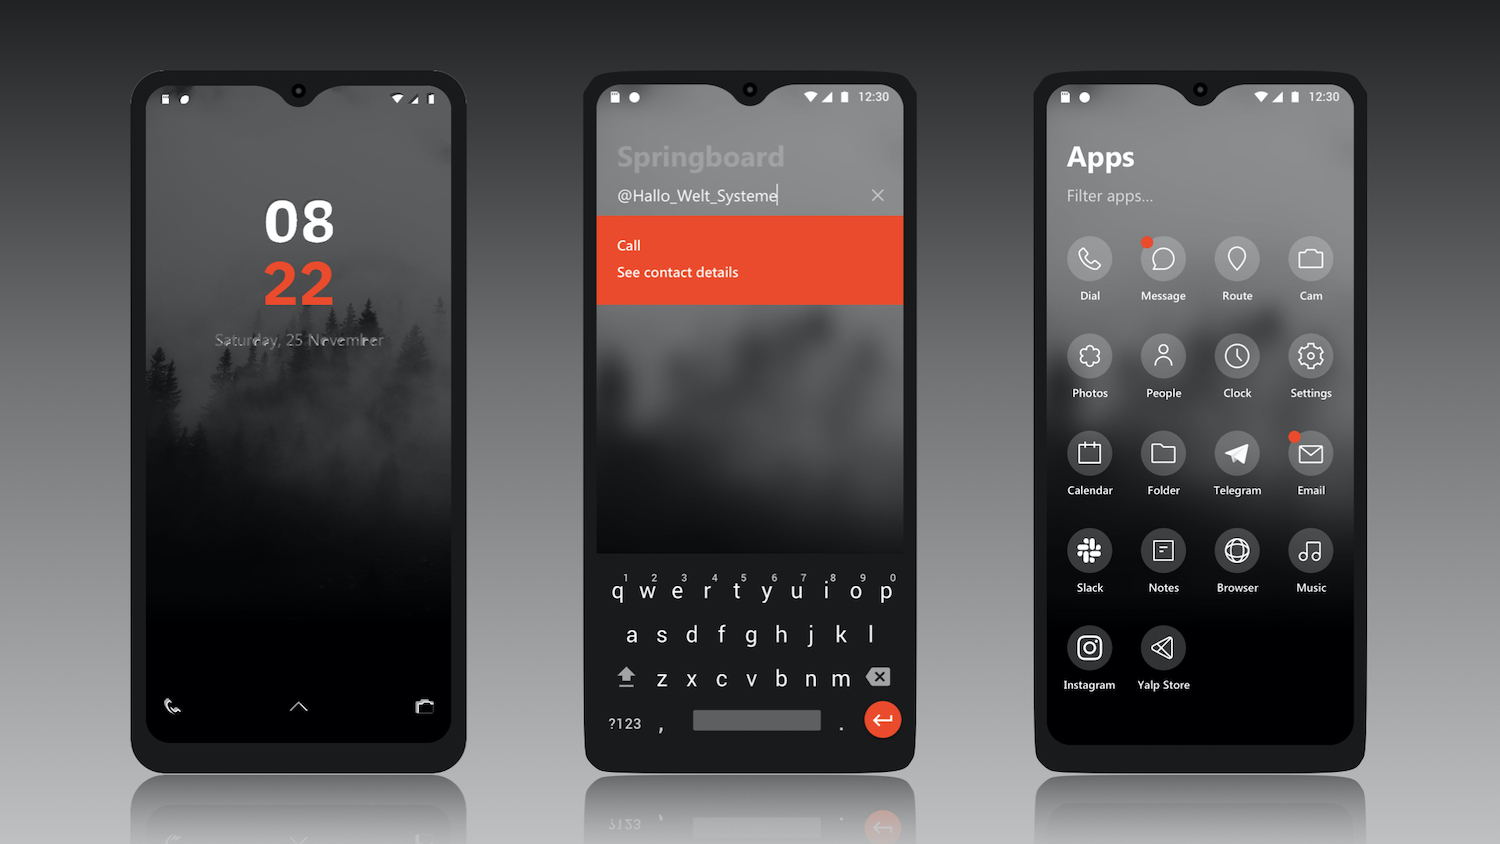 08
22
Saturday, 25 November
12:30
Springboard
@Hallo_Welt_Systeme
Call
See contact details
1 2 3 4 5 6 7 8 9 0
q w e r t y u i o p
a s d f g h j k l
z x c v b n m
?123 , .
12:30
Apps
Filter apps...
Dial Message Route Cam
Photos People Clock Settings
Calendar Folder Telegram Email
Slack Notes Browser Music
Instagram Yalp Store